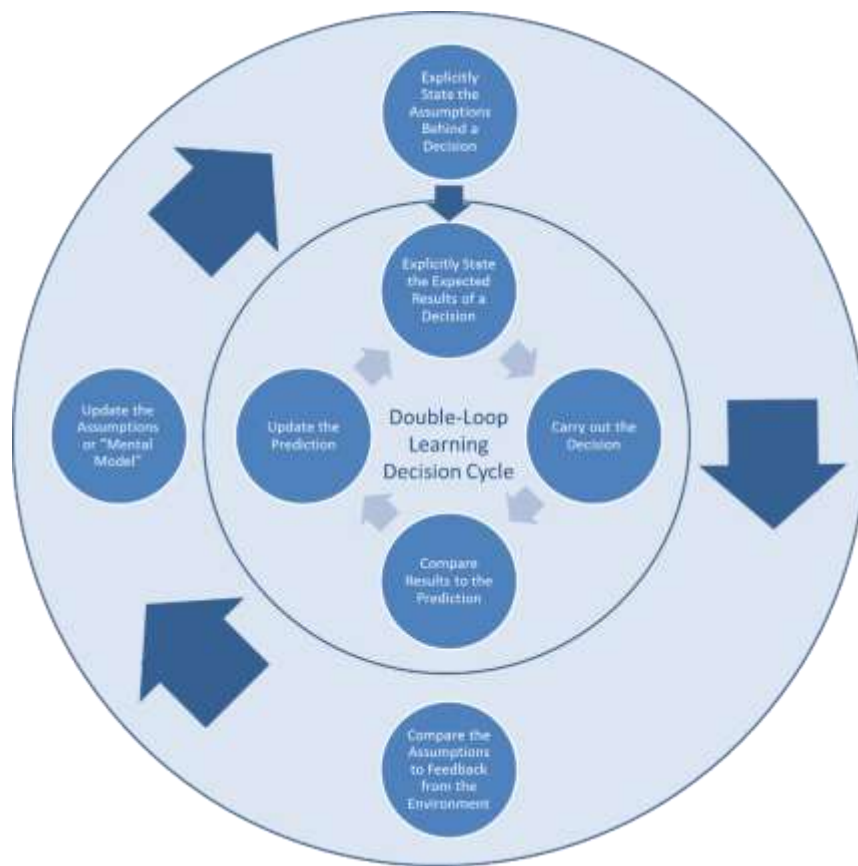 Explicitly
State the
Assumptions
Behind a
Decision
Explicitly State
the Expected
Results of a
Decision
Update the
Assumptions
or "Mental
Model"
Update the
Prediction
Double-Loop
Learning
Decision Cycle
Carry out the
Decision
Compare
Results to the
Prediction
Compare the
Assumptions
to Feedback
from the
Environment